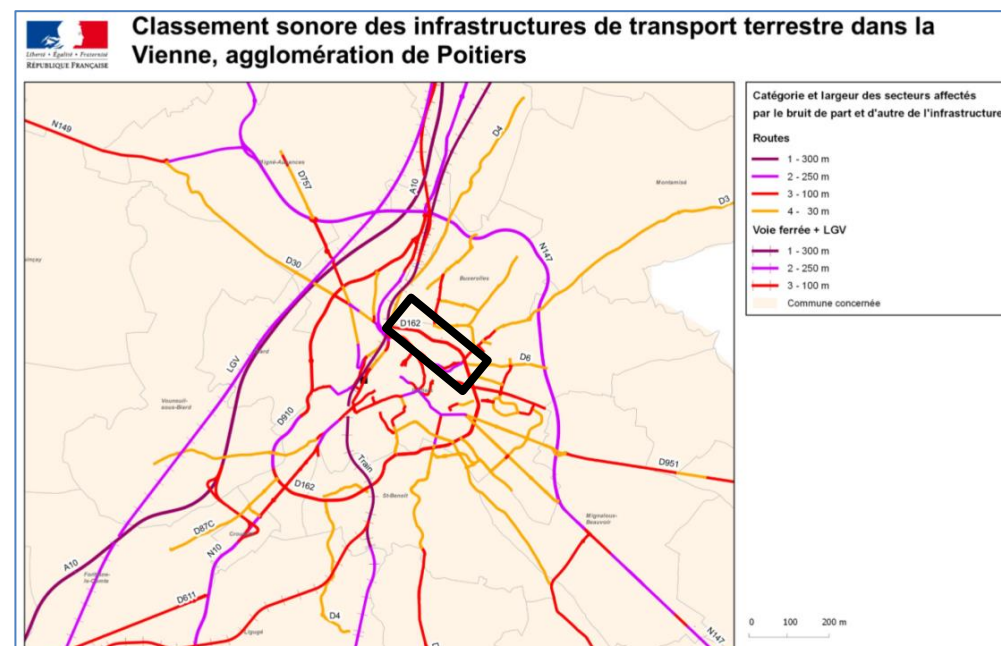 Classement sonore des infrastructures de transport terrestre dans la
Vienne, agglomération de Poitiers
Liberté • Égalité • Fraternité
RÉPUBLIQUE FRANÇAISE
Catégorie et largeur des secteurs affectés
par le bruit de part et d'autre de l'infrastructure
Routes
1 - 300 m
2 - 250 m
3 - 100 m
4 - 30 m
Voie ferrée + LGV
1 - 300 m
2 - 250 m
3 - 100 m
Commune concernée
0 100 200 m
N149
D4
D757
A10
Montamisé
D3
D30
N147
Buxerolles
D162
D6
LGV
Vouneuil-
sous-Biard
D910
Train
D951
D162
St-Benoit
Mignaloux-
Beauvoir
D87C
N10
A10
D611
D4
Ligugé
N147